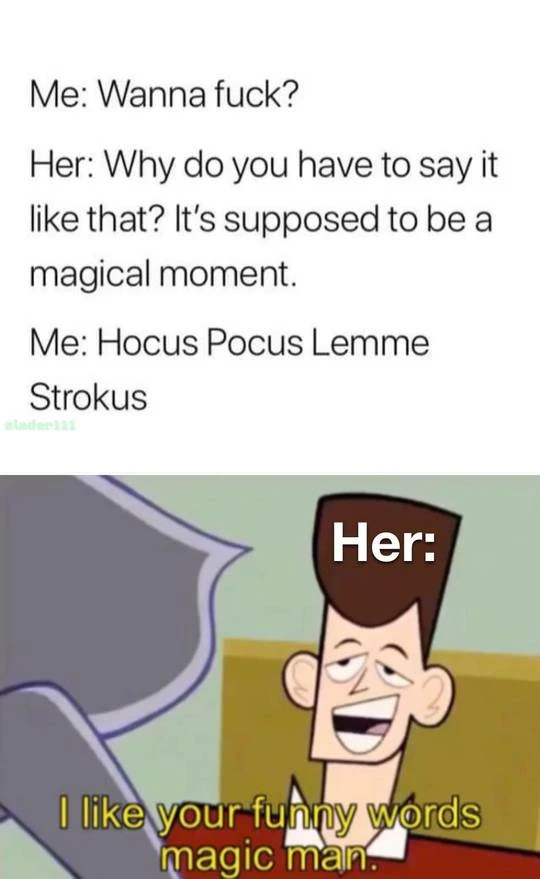 Me: Wanna fuck?
Her: Why do you have to say it
like that? It's supposed to be a
magical moment.
Me: Hocus Pocus Lemme
Strokus
slader111
Her:
I like your funny words
magic man.